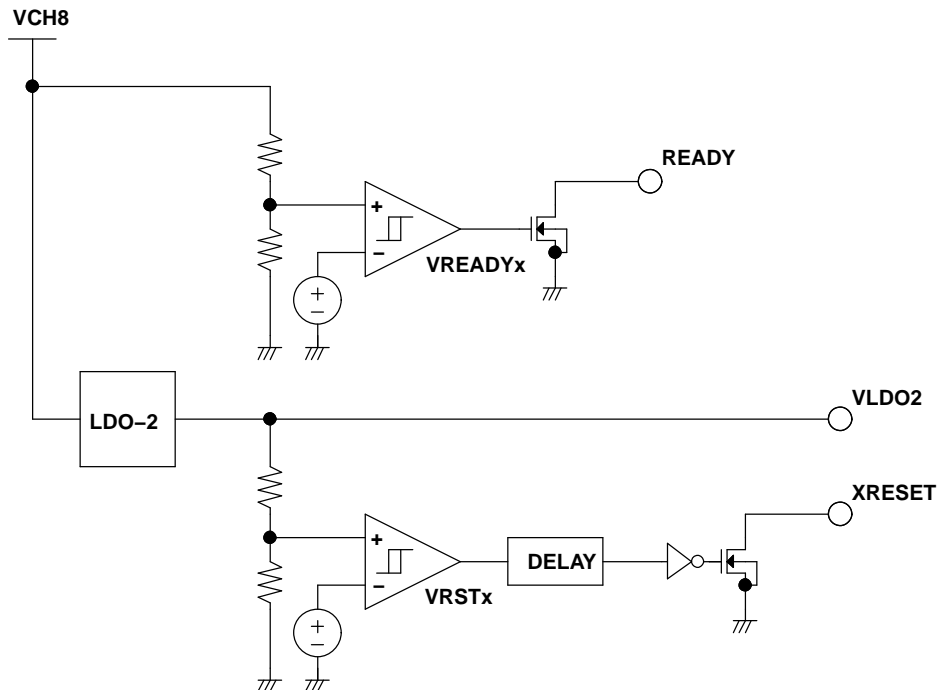 VCH8
READY
+
−
VREADYx
+
−
LDO−2
VLDO2
XRESET
+
−
DELAY
VRSTx
+
−